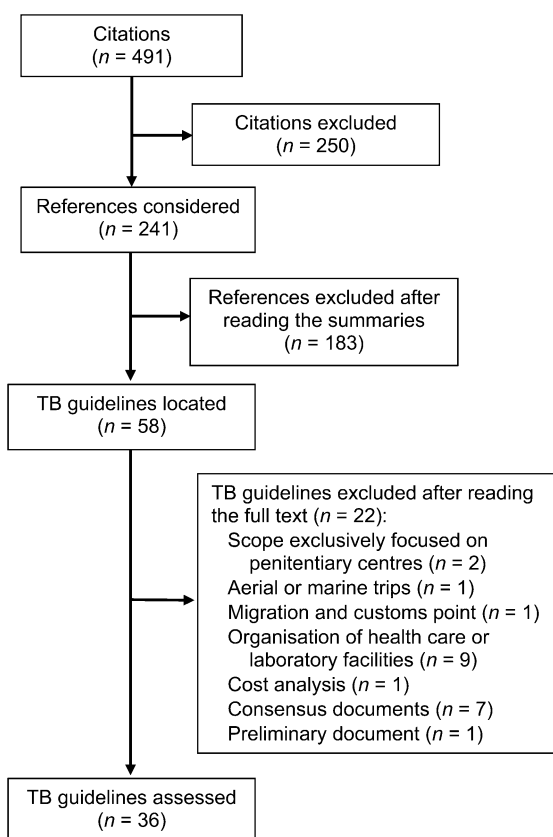 Citations
(n = 491)
Citations excluded
(n = 250)
References considered
(n = 241)
References excluded after
reading the summaries
(n = 183)
TB guidelines located
(n = 58)
TB guidelines excluded after reading
the full text (n = 22):
Scope exclusively focused on
penitentiary centres (n = 2)
Aerial or marine trips (n = 1)
Migration and customs point (n = 1)
Organisation of health care or
laboratory facilities (n = 9)
Cost analysis (n = 1)
Consensus documents (n = 7)
Preliminary document (n = 1)
TB guidelines assessed
(n = 36)